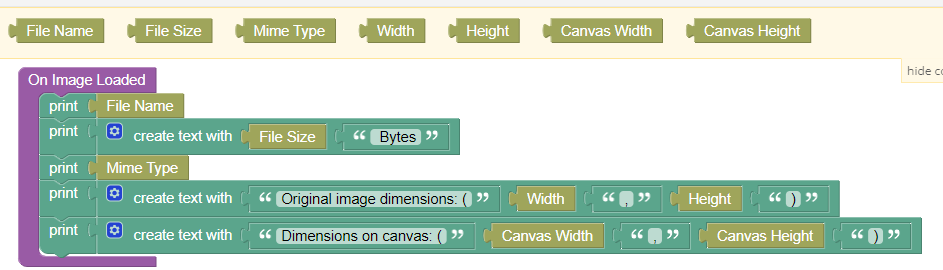 File Name File Size Mime Type Width Height Canvas Width Canvas Height
hide co
On Image Loaded
print File Name
print create text with File Size “ Bytes ”
print Mime Type
print create text with “ Original image dimensions: ( ” Width “ , ” Height “ ) ”
print create text with “ Dimensions on canvas: ( ” Canvas Width “ , ” Canvas Height “ ) ”